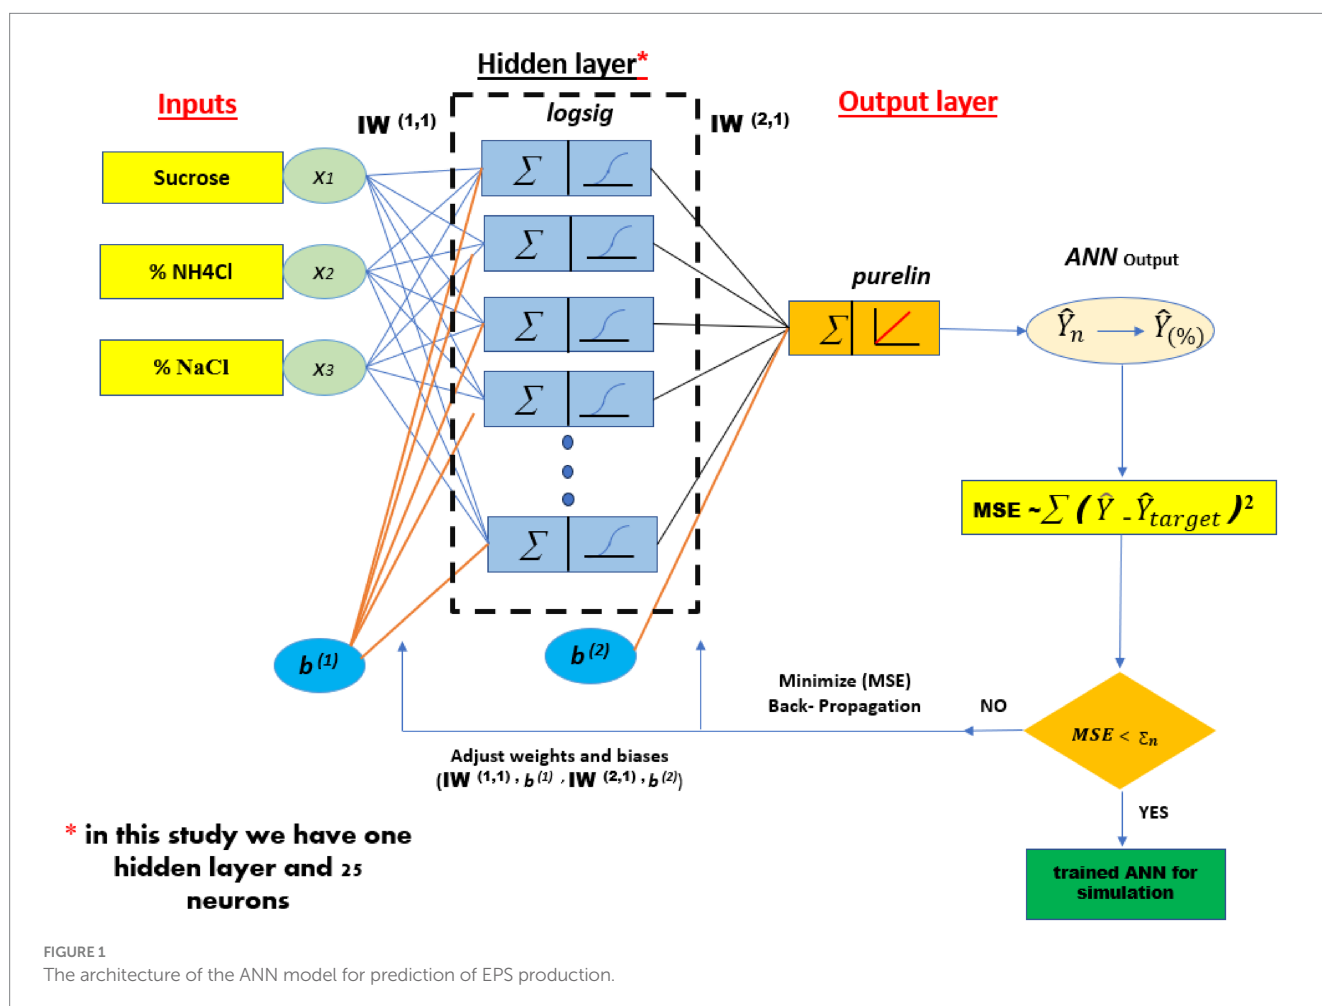 Hidden layer*
Inputs
Output layer
IW (1,1)
logsig
IW (2,1)
Sucrose
X1
Σ
% NH4Cl
X2
Σ
% NaCl
X3
Σ
Σ
Σ
purelin
Σ
ANN Output
Ŷn → Ŷ(%)
MSE ~Σ ( Ŷ - Ŷtarget )²
b(1)
b(2)
Minimize (MSE)
Back- Propagation
NO
MSE < Ɛn
Adjust weights and biases
(IW (1,1) , b(1) , IW (2,1) , b(2))
YES
trained ANN for
simulation
* in this study we have one
hidden layer and 25
neurons
FIGURE 1
The architecture of the ANN model for prediction of EPS production.